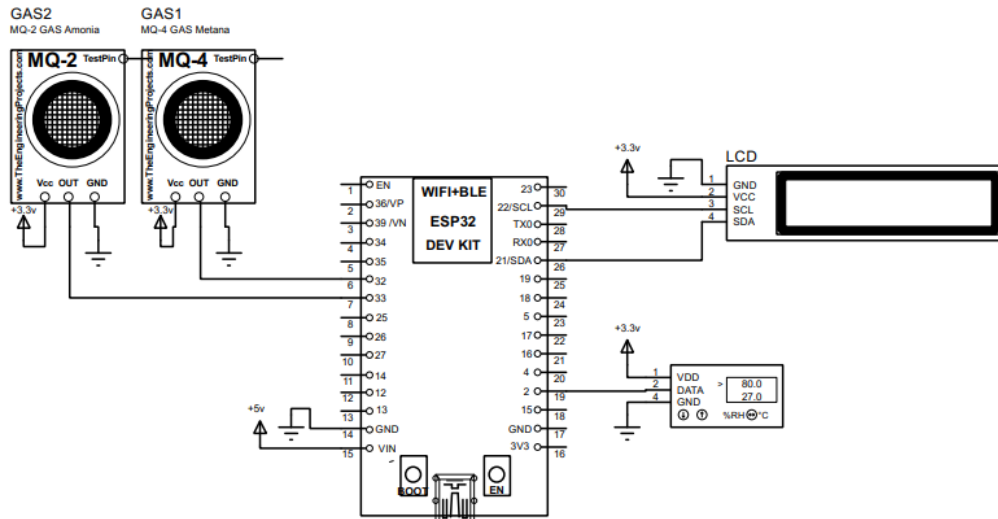 GAS2
MQ-2 GAS Amonia
GAS1
MQ-4 GAS Metana
MQ-2
TestPin
MQ-4
TestPin
www.TheEngineeringProjects.com
www.TheEngineeringProjects.com
Vcc OUT GND
Vcc OUT GND
+3.3v
+3.3v
WIFI+BLE
ESP32
DEV KIT
1 EN
2 36/VP
3 39 /VN
4 34
5 35
6 32
7 33
8 25
9 26
10 27
11 14
12 12
13 13
14 GND
15 VIN
23 30
22/SCL 29
TX0 28
RX0 27
21/SDA 26
19 25
18 24
5 23
17 22
16 21
4 20
2 19
15 18
GND 17
3V3 16
BOOT
EN
+5v
+3.3v
LCD
1 GND
2 VCC
3 SCL
4 SDA
+3.3v
1 VDD
2 DATA
4 GND
> 80.0
27.0
%RH °C